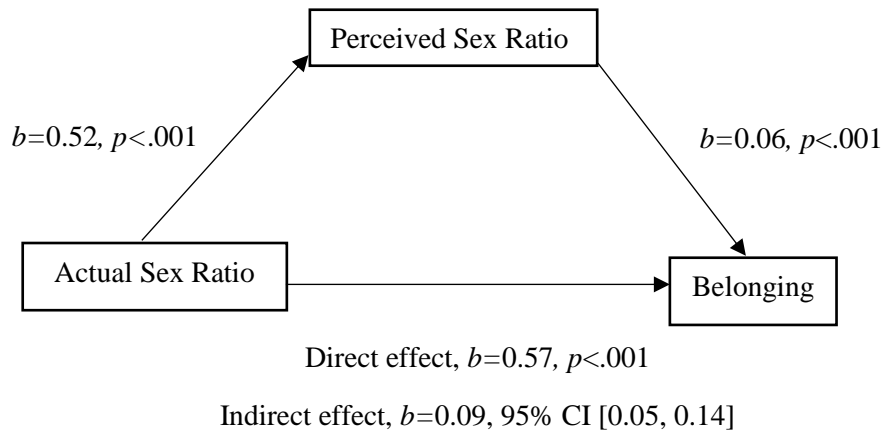 Perceived Sex Ratio
b=0.52, p<.001
b=0.06, p<.001
Actual Sex Ratio
Belonging
Direct effect, b=0.57, p<.001
Indirect effect, b=0.09, 95% CI [0.05, 0.14]